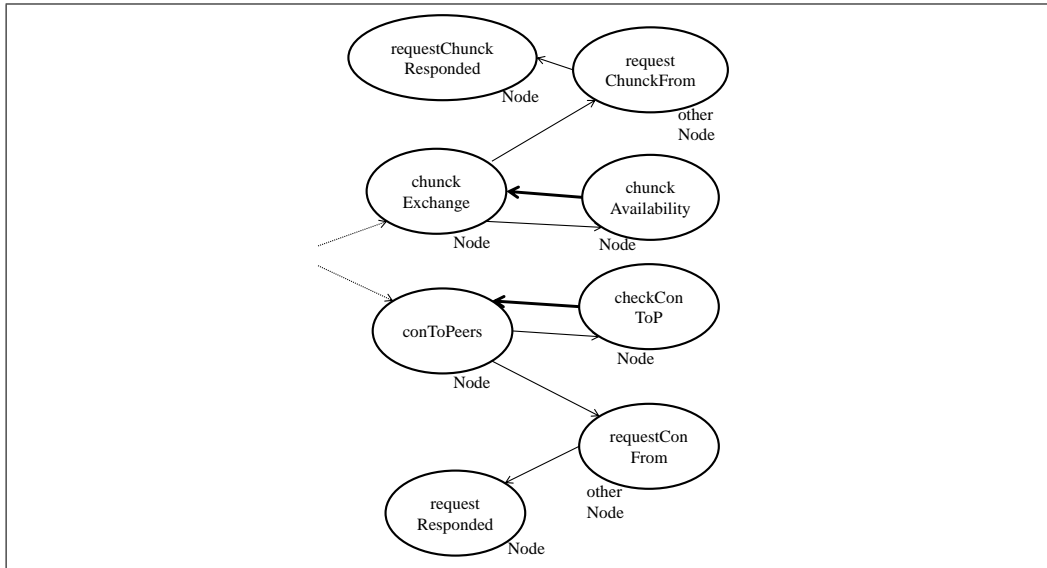 requestChunck
Responded
Node
request
ChunckFrom
other
Node
chunck
Exchange
Node
chunck
Availability
Node
conToPeers
Node
checkCon
ToP
Node
requestCon
From
other
Node
request
Responded
Node